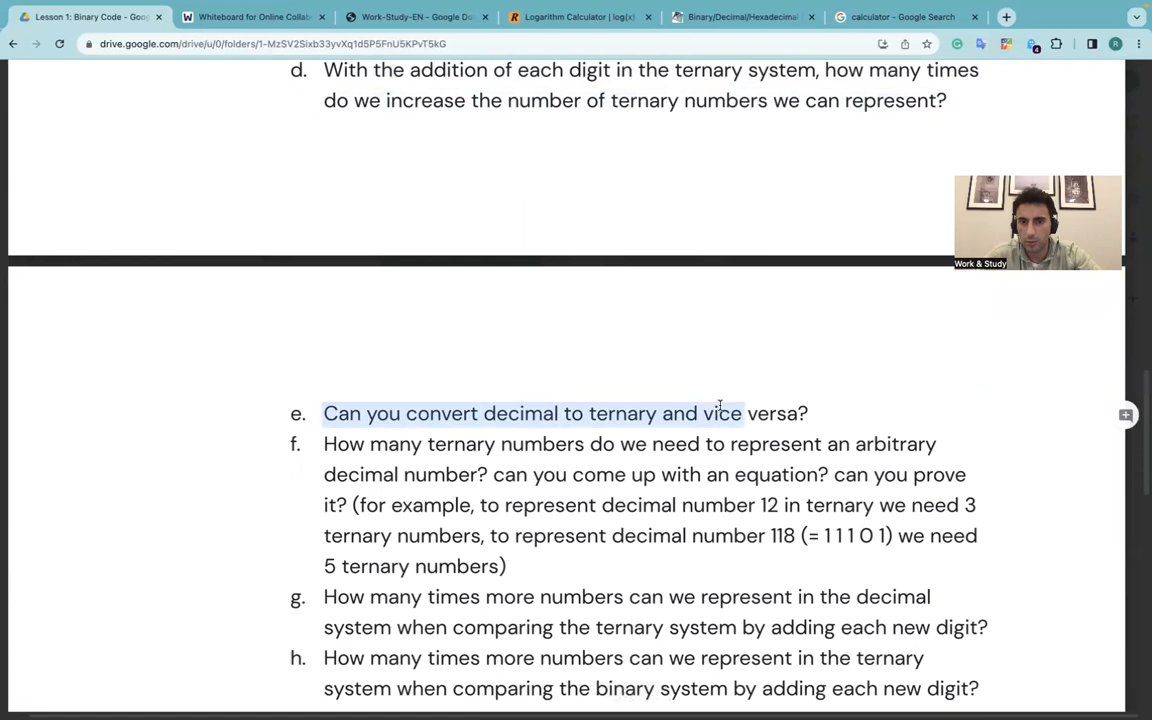 Lesson 1: Binary Code - Goo
Whiteboard for Online Collab
Work-Study-EN - Google Do
Logarithm Calculator | log(x)
Binary/Decimal/Hexadecimal
calculator - Google Search
drive.google.com/drive/u/0/folders/1-MzSV2Sixb33yvXq1d5P5FnU5KPvT5kG
d. With the addition of each digit in the ternary system, how many times
do we increase the number of ternary numbers we can represent?
Work & Study
e. Can you convert decimal to ternary and vice versa?
f. How many ternary numbers do we need to represent an arbitrary
decimal number? can you come up with an equation? can you prove
it? (for example, to represent decimal number 12 in ternary we need 3
ternary numbers, to represent decimal number 118 (= 1 1 1 0 1) we need
5 ternary numbers)
g. How many times more numbers can we represent in the decimal
system when comparing the ternary system by adding each new digit?
h. How many times more numbers can we represent in the ternary
system when comparing the binary system by adding each new digit?